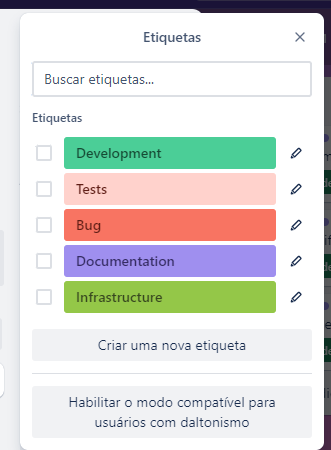 Etiquetas
Buscar etiquetas...
Etiquetas
Development
Tests
Bug
Documentation
Infrastructure
Criar uma nova etiqueta
Habilitar o modo compatível para
usuários com daltonismo